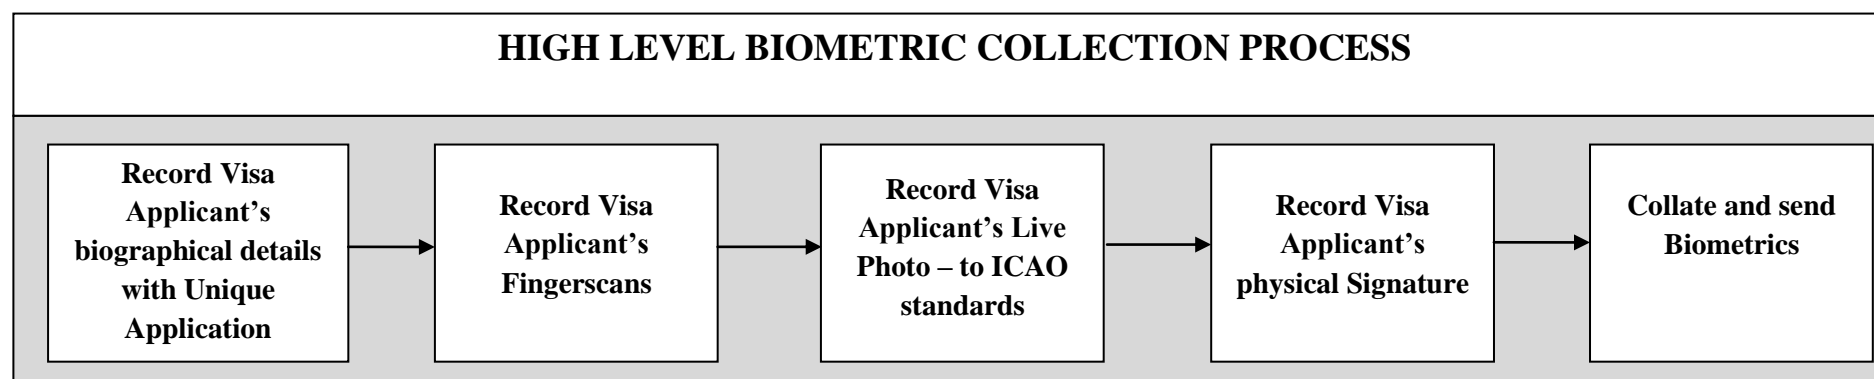 HIGH LEVEL BIOMETRIC COLLECTION PROCESS
Record Visa
Applicant’s
biographical details
with Unique
Application
Record Visa
Applicant’s
Fingerscans
Record Visa
Applicant’s Live
Photo – to ICAO
standards
Record Visa
Applicant’s
physical Signature
Collate and send
Biometrics